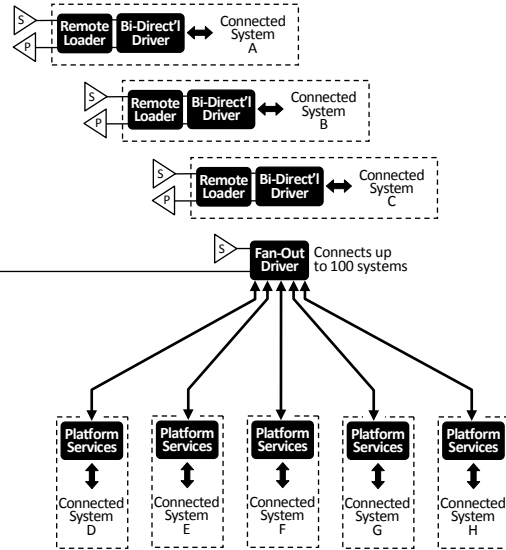 S
P
Remote
Loader
Bi-Direct'l
Driver
Connected
System
A
S
P
Remote
Loader
Bi-Direct'l
Driver
Connected
System
B
S
P
Remote
Loader
Bi-Direct'l
Driver
Connected
System
C
S
Fan-Out
Driver
Connects up
to 100 systems
Platform
Services
Connected
System
D
Platform
Services
Connected
System
E
Platform
Services
Connected
System
F
Platform
Services
Connected
System
G
Platform
Services
Connected
System
H